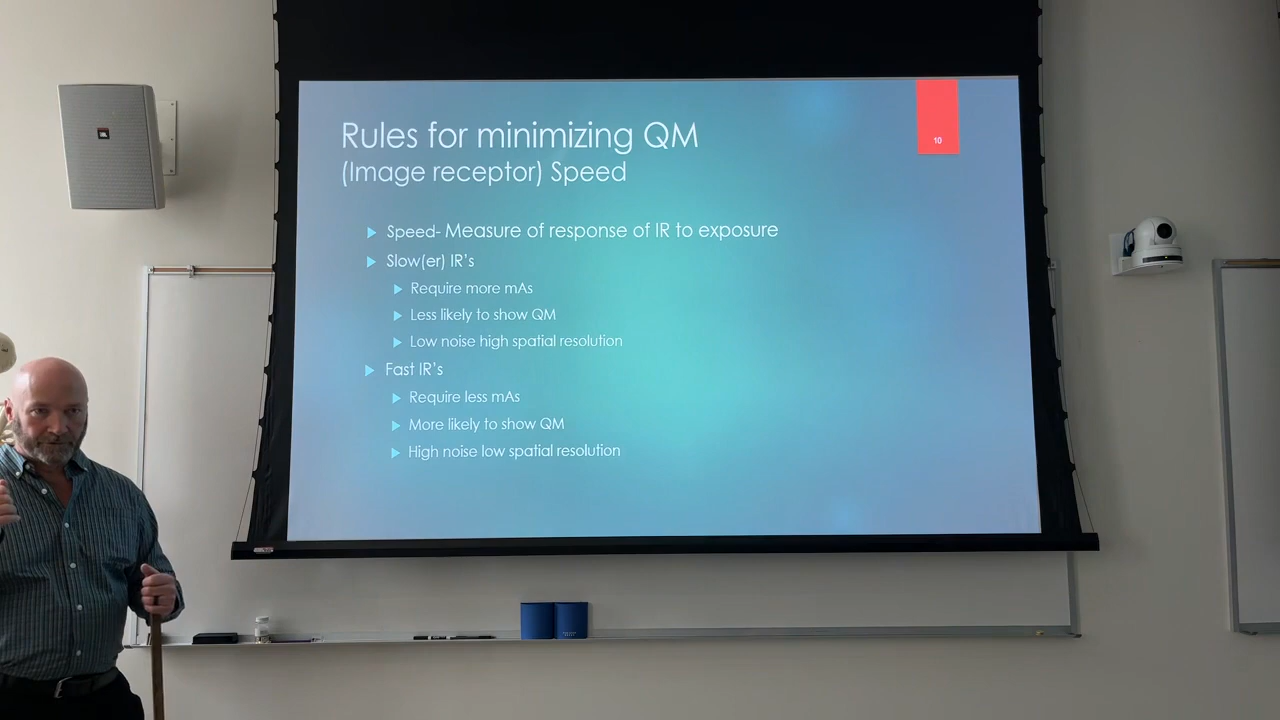 10
Rules for minimizing QM
(Image receptor) Speed
Speed- Measure of response of IR to exposure
Slow(er) IR's
Require more mAs
Less likely to show QM
Low noise high spatial resolution
Fast IR's
Require less mAs
More likely to show QM
High noise low spatial resolution
JBL